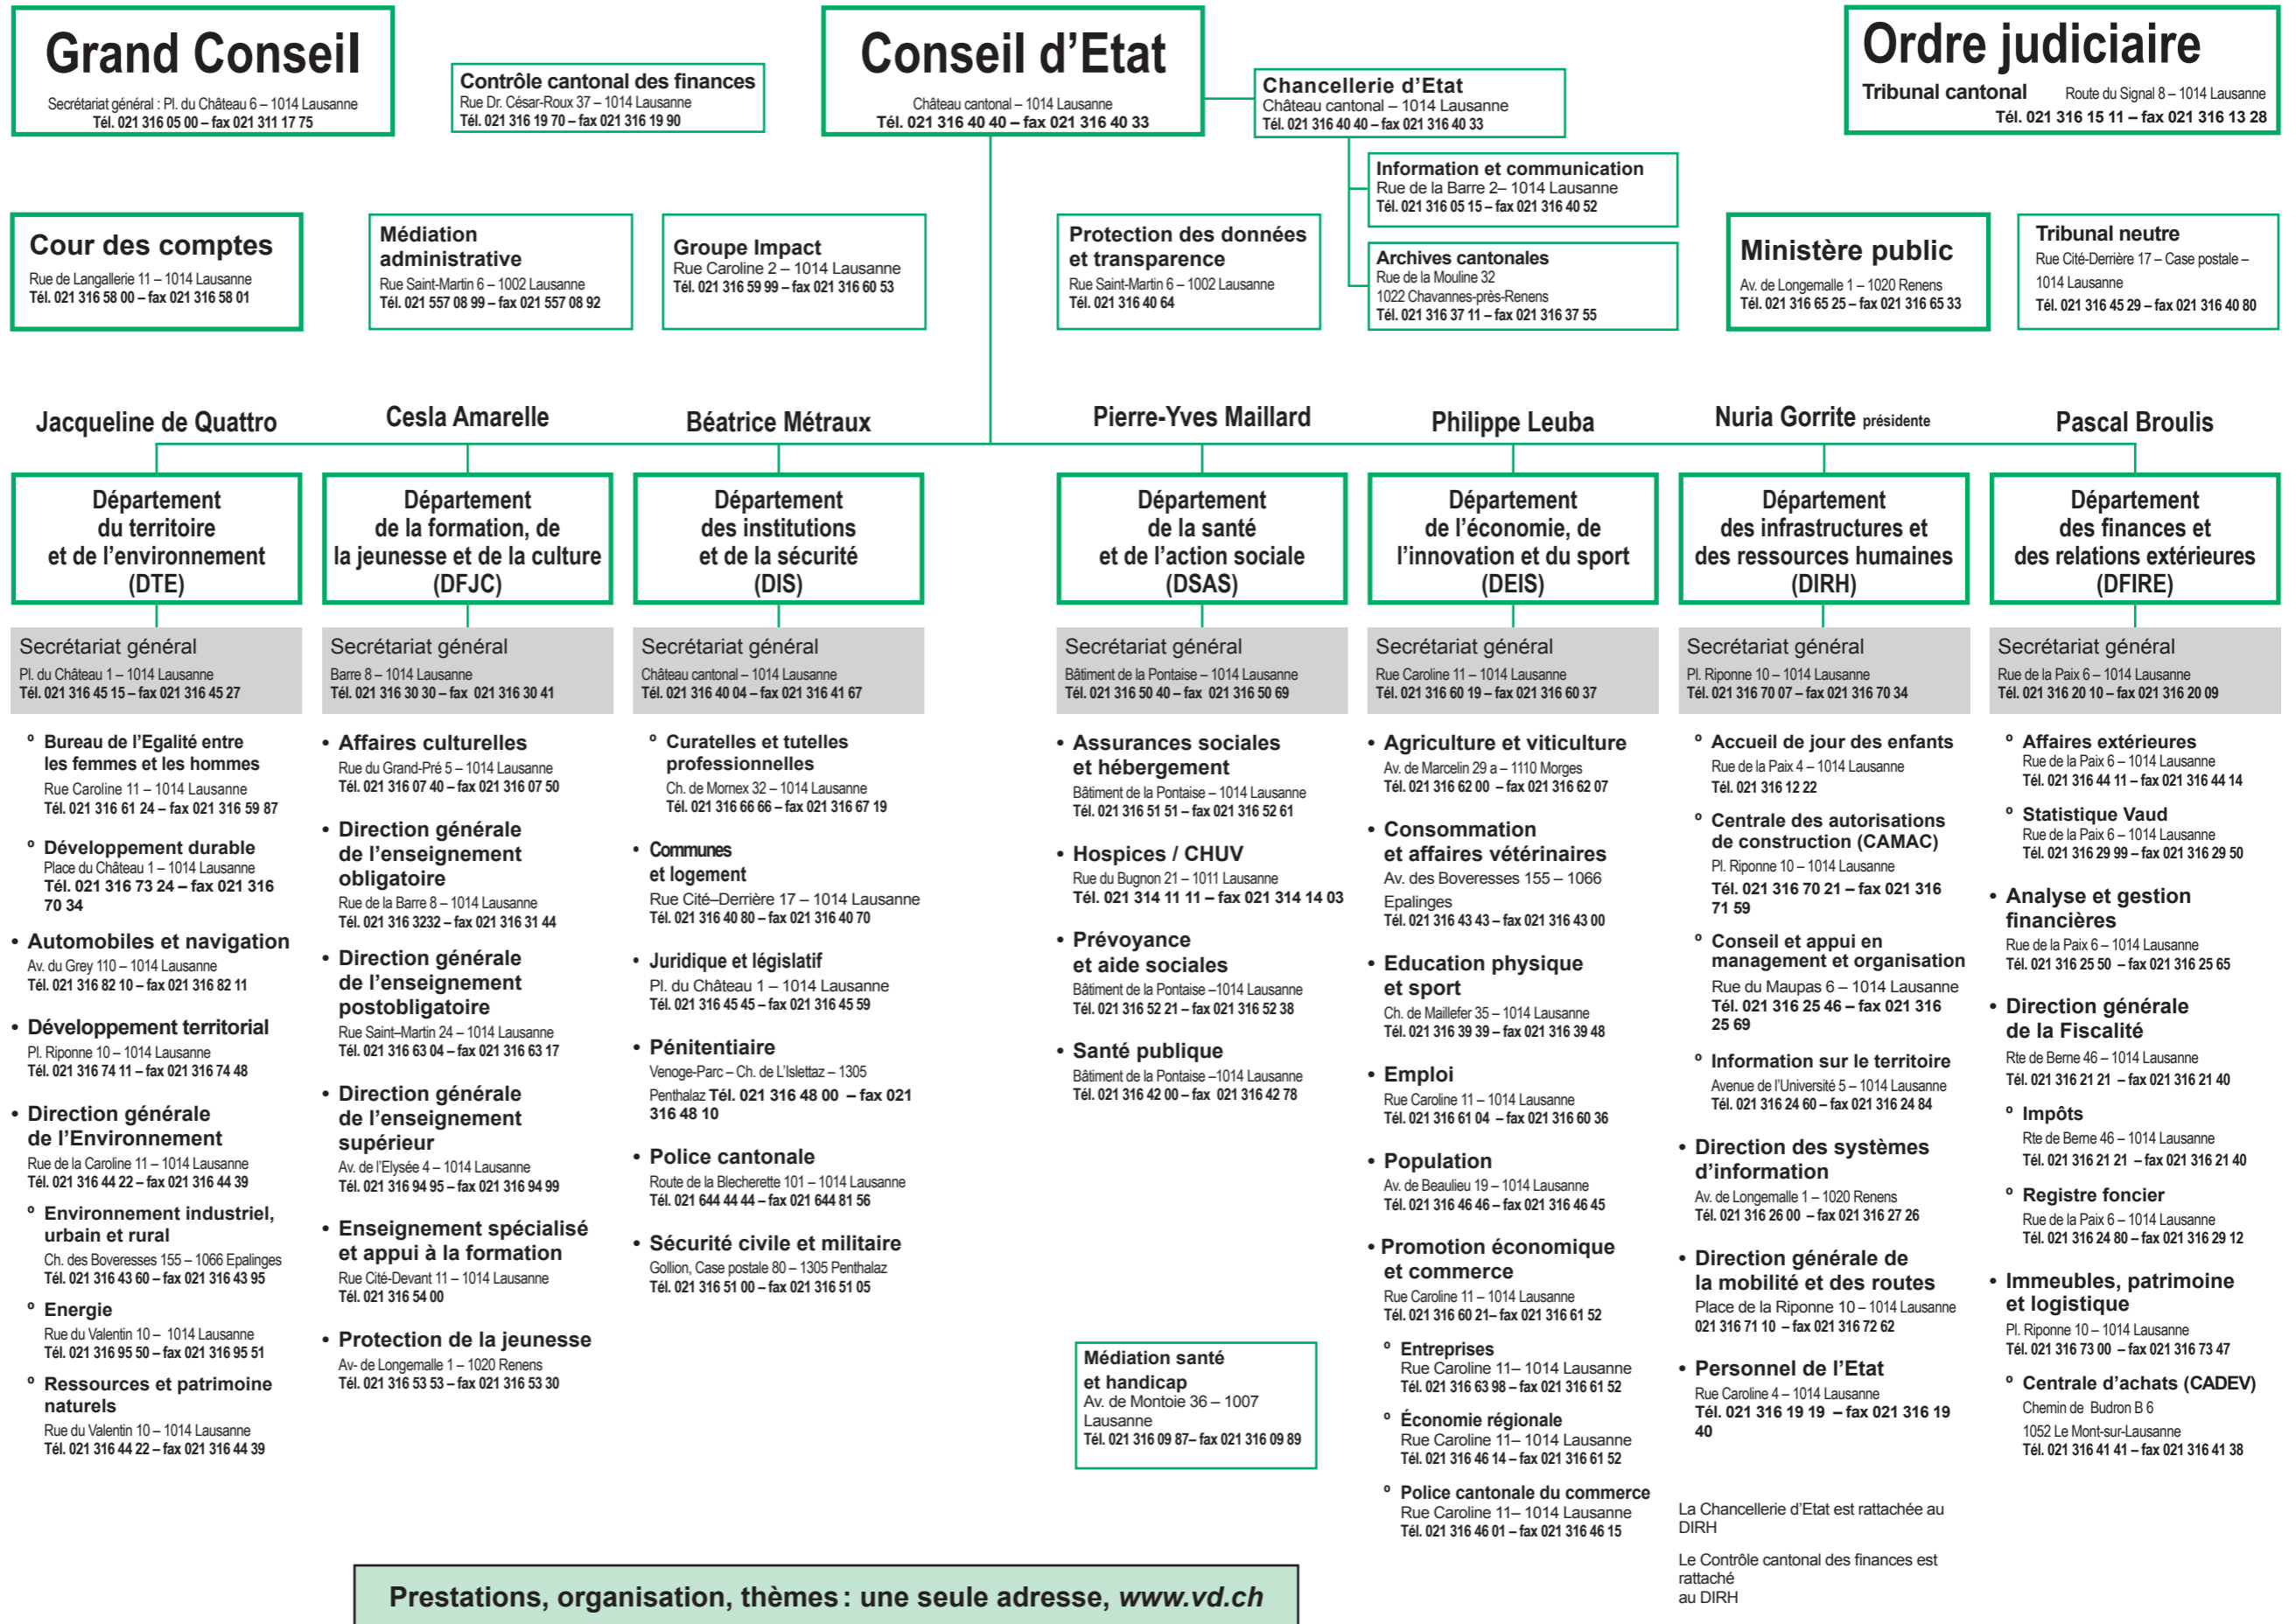 Grand Conseil
Secrétariat général : Pl. du Château 6 – 1014 Lausanne
Tél. 021 316 05 00 – fax 021 311 17 75
Contrôle cantonal des finances
Rue Dr. César-Roux 37 – 1014 Lausanne
Tél. 021 316 19 70 – fax 021 316 19 90
Conseil d’Etat
Château cantonal – 1014 Lausanne
Tél. 021 316 40 40 – fax 021 316 40 33
Chancellerie d’Etat
Château cantonal – 1014 Lausanne
Tél. 021 316 40 40 – fax 021 316 40 33
Ordre judiciaire
Tribunal cantonal Route du Signal 8 – 1014 Lausanne
Tél. 021 316 15 11 – fax 021 316 13 28
Information et communication
Rue de la Barre 2– 1014 Lausanne
Tél. 021 316 05 15 – fax 021 316 40 52
Cour des comptes
Rue de Langallerie 11 – 1014 Lausanne
Tél. 021 316 58 00 – fax 021 316 58 01
Médiation
administrative
Rue Saint-Martin 6 – 1002 Lausanne
Tél. 021 557 08 99 – fax 021 557 08 92
Groupe Impact
Rue Caroline 2 – 1014 Lausanne
Tél. 021 316 59 99 – fax 021 316 60 53
Protection des données
et transparence
Rue Saint-Martin 6 – 1002 Lausanne
Tél. 021 316 40 64
Archives cantonales
Rue de la Mouline 32
1022 Chavannes-près-Renens
Tél. 021 316 37 11 – fax 021 316 37 55
Ministère public
Av. de Longemalle 1 – 1020 Renens
Tél. 021 316 65 25 – fax 021 316 65 33
Tribunal neutre
Rue Cité-Derrière 17 – Case postale –
1014 Lausanne
Tél. 021 316 45 29 – fax 021 316 40 80
Jacqueline de Quattro
Département
du territoire
et de l’environnement
(DTE)
Secrétariat général
Pl. du Château 1 – 1014 Lausanne
Tél. 021 316 45 15 – fax 021 316 45 27
º Bureau de l’Egalité entre
les femmes et les hommes
Rue Caroline 11 – 1014 Lausanne
Tél. 021 316 61 24 – fax 021 316 59 87
º Développement durable
Place du Château 1 – 1014 Lausanne
Tél. 021 316 73 24 – fax 021 316
70 34
• Automobiles et navigation
Av. du Grey 110 – 1014 Lausanne
Tél. 021 316 82 10 – fax 021 316 82 11
• Développement territorial
Pl. Riponne 10 – 1014 Lausanne
Tél. 021 316 74 11 – fax 021 316 74 48
• Direction générale
de l’Environnement
Rue de la Caroline 11 – 1014 Lausanne
Tél. 021 316 44 22 – fax 021 316 44 39
º Environnement industriel,
urbain et rural
Ch. des Boveresses 155 – 1066 Epalinges
Tél. 021 316 43 60 – fax 021 316 43 95
º Energie
Rue du Valentin 10 – 1014 Lausanne
Tél. 021 316 95 50 – fax 021 316 95 51
º Ressources et patrimoine
naturels
Rue du Valentin 10 – 1014 Lausanne
Tél. 021 316 44 22 – fax 021 316 44 39
Cesla Amarelle
Département
de la formation, de
la jeunesse et de la culture
(DFJC)
Secrétariat général
Barre 8 – 1014 Lausanne
Tél. 021 316 30 30 – fax 021 316 30 41
• Affaires culturelles
Rue du Grand-Pré 5 – 1014 Lausanne
Tél. 021 316 07 40 – fax 021 316 07 50
• Direction générale
de l’enseignement
obligatoire
Rue de la Barre 8 – 1014 Lausanne
Tél. 021 316 3232 – fax 021 316 31 44
• Direction générale
de l’enseignement
postobligatoire
Rue Saint–Martin 24 – 1014 Lausanne
Tél. 021 316 63 04 – fax 021 316 63 17
• Direction générale
de l’enseignement
supérieur
Av. de l’Elysée 4 – 1014 Lausanne
Tél. 021 316 94 95 – fax 021 316 94 99
• Enseignement spécialisé
et appui à la formation
Rue Cité-Devant 11 – 1014 Lausanne
Tél. 021 316 54 00
• Protection de la jeunesse
Av- de Longemalle 1 – 1020 Renens
Tél. 021 316 53 53 – fax 021 316 53 30
Béatrice Métraux
Département
des institutions
et de la sécurité
(DIS)
Secrétariat général
Château cantonal – 1014 Lausanne
Tél. 021 316 40 04 – fax 021 316 41 67
º Curatelles et tutelles
professionnelles
Ch. de Mornex 32 – 1014 Lausanne
Tél. 021 316 66 66 – fax 021 316 67 19
• Communes
et logement
Rue Cité–Derrière 17 – 1014 Lausanne
Tél. 021 316 40 80 – fax 021 316 40 70
• Juridique et législatif
Pl. du Château 1 – 1014 Lausanne
Tél. 021 316 45 45 – fax 021 316 45 59
• Pénitentiaire
Venoge-Parc – Ch. de L’Islettaz – 1305
Penthalaz Tél. 021 316 48 00 – fax 021
316 48 10
• Police cantonale
Route de la Blecherette 101 – 1014 Lausanne
Tél. 021 644 44 44 – fax 021 644 81 56
• Sécurité civile et militaire
Gollion, Case postale 80 – 1305 Penthalaz
Tél. 021 316 51 00 – fax 021 316 51 05
Pierre-Yves Maillard
Département
de la santé
et de l’action sociale
(DSAS)
Secrétariat général
Bâtiment de la Pontaise – 1014 Lausanne
Tél. 021 316 50 40 – fax 021 316 50 69
• Assurances sociales
et hébergement
Bâtiment de la Pontaise – 1014 Lausanne
Tél. 021 316 51 51 – fax 021 316 52 61
• Hospices / CHUV
Rue du Bugnon 21 – 1011 Lausanne
Tél. 021 314 11 11 – fax 021 314 14 03
• Prévoyance
et aide sociales
Bâtiment de la Pontaise –1014 Lausanne
Tél. 021 316 52 21 – fax 021 316 52 38
• Santé publique
Bâtiment de la Pontaise –1014 Lausanne
Tél. 021 316 42 00 – fax 021 316 42 78
Médiation santé
et handicap
Av. de Montoie 36 – 1007
Lausanne
Tél. 021 316 09 87– fax 021 316 09 89
Philippe Leuba
Département
de l’économie, de
l’innovation et du sport
(DEIS)
Secrétariat général
Rue Caroline 11 – 1014 Lausanne
Tél. 021 316 60 19 – fax 021 316 60 37
• Agriculture et viticulture
Av. de Marcelin 29 a – 1110 Morges
Tél. 021 316 62 00 – fax 021 316 62 07
• Consommation
et affaires vétérinaires
Av. des Boveresses 155 – 1066
Epalinges
Tél. 021 316 43 43 – fax 021 316 43 00
• Education physique
et sport
Ch. de Maillefer 35 – 1014 Lausanne
Tél. 021 316 39 39 – fax 021 316 39 48
• Emploi
Rue Caroline 11 – 1014 Lausanne
Tél. 021 316 61 04 – fax 021 316 60 36
• Population
Av. de Beaulieu 19 – 1014 Lausanne
Tél. 021 316 46 46 – fax 021 316 46 45
• Promotion économique
et commerce
Rue Caroline 11 – 1014 Lausanne
Tél. 021 316 60 21– fax 021 316 61 52
º Entreprises
Rue Caroline 11– 1014 Lausanne
Tél. 021 316 63 98 – fax 021 316 61 52
º Économie régionale
Rue Caroline 11– 1014 Lausanne
Tél. 021 316 46 14 – fax 021 316 61 52
º Police cantonale du commerce
Rue Caroline 11– 1014 Lausanne
Tél. 021 316 46 01 – fax 021 316 46 15
Nuria Gorrite présidente
Département
des infrastructures et
des ressources humaines
(DIRH)
Secrétariat général
Pl. Riponne 10 – 1014 Lausanne
Tél. 021 316 70 07 – fax 021 316 70 34
º Accueil de jour des enfants
Rue de la Paix 4 – 1014 Lausanne
Tél. 021 316 12 22
º Centrale des autorisations
de construction (CAMAC)
Pl. Riponne 10 – 1014 Lausanne
Tél. 021 316 70 21 – fax 021 316
71 59
º Conseil et appui en
management et organisation
Rue du Maupas 6 – 1014 Lausanne
Tél. 021 316 25 46 – fax 021 316
25 69
º Information sur le territoire
Avenue de l’Université 5 – 1014 Lausanne
Tél. 021 316 24 60 – fax 021 316 24 84
• Direction des systèmes
d’information
Av. de Longemalle 1 – 1020 Renens
Tél. 021 316 26 00 – fax 021 316 27 26
• Direction générale de
la mobilité et des routes
Place de la Riponne 10 – 1014 Lausanne
021 316 71 10 – fax 021 316 72 62
• Personnel de l’Etat
Rue Caroline 4 – 1014 Lausanne
Tél. 021 316 19 19 – fax 021 316 19
40
La Chancellerie d’Etat est rattachée au
DIRH
Le Contrôle cantonal des finances est
rattaché
au DIRH
Pascal Broulis
Département
des finances et
des relations extérieures
(DFIRE)
Secrétariat général
Rue de la Paix 6 – 1014 Lausanne
Tél. 021 316 20 10 – fax 021 316 20 09
º Affaires extérieures
Rue de la Paix 6 – 1014 Lausanne
Tél. 021 316 44 11 – fax 021 316 44 14
º Statistique Vaud
Rue de la Paix 6 – 1014 Lausanne
Tél. 021 316 29 99 – fax 021 316 29 50
• Analyse et gestion
financières
Rue de la Paix 6 – 1014 Lausanne
Tél. 021 316 25 50 – fax 021 316 25 65
• Direction générale
de la Fiscalité
Rte de Berne 46 – 1014 Lausanne
Tél. 021 316 21 21 – fax 021 316 21 40
º Impôts
Rte de Berne 46 – 1014 Lausanne
Tél. 021 316 21 21 – fax 021 316 21 40
º Registre foncier
Rue de la Paix 6 – 1014 Lausanne
Tél. 021 316 24 80 – fax 021 316 29 12
• Immeubles, patrimoine
et logistique
Pl. Riponne 10 – 1014 Lausanne
Tél. 021 316 73 00 – fax 021 316 73 47
º Centrale d’achats (CADEV)
Chemin de Budron B 6
1052 Le Mont-sur-Lausanne
Tél. 021 316 41 41 – fax 021 316 41 38
Prestations, organisation, thèmes : une seule adresse, www.vd.ch